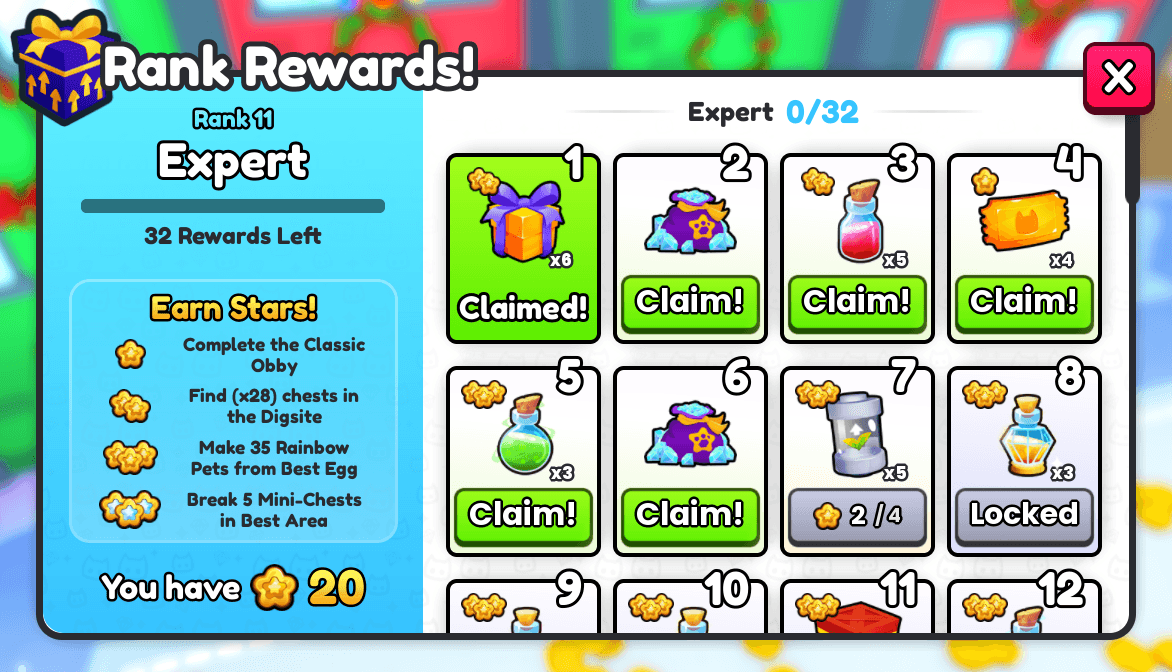 Rank Rewards!
Rank 11
Expert
32 Rewards Left
Earn Stars!
Complete the Classic
Obby
Find (x28) chests in
the Digsite
Make 35 Rainbow
Pets from Best Egg
Break 5 Mini-Chests
in Best Area
You have 20
X
Expert 0/32
1
x6
Claimed!
2
Claim!
3
x5
Claim!
4
x4
Claim!
5
x3
Claim!
6
Claim!
7
x5
2/4
8
x3
Locked
9
10
11
12